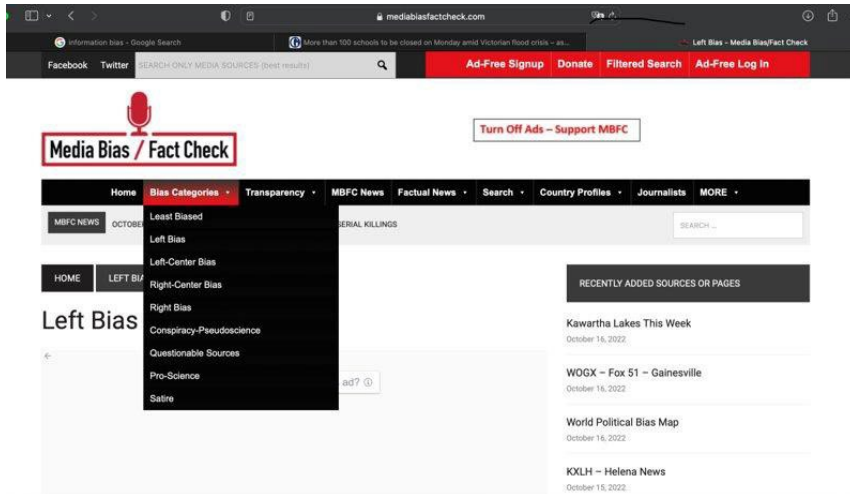 mediabiasfactcheck.com
information bias - Google Search
More than 100 schools to be closed on Monday amid Victorian flood crisis – as...
Left Bias - Media Bias/Fact Check
Facebook Twitter SEARCH ONLY MEDIA SOURCES (best results) Ad-Free Signup Donate Filtered Search Ad-Free Log In
Media Bias / Fact Check
Turn Off Ads – Support MBFC
Home Bias Categories Transparency MBFC News Factual News Search Country Profiles Journalists MORE
MBFC NEWS OCTOBE SERIAL KILLINGS SEARCH ...
Least Biased
Left Bias
Left-Center Bias
Right-Center Bias
Right Bias
Conspiracy-Pseudoscience
Questionable Sources
Pro-Science
Satire
HOME LEFT BIA
Left Bias
ad?
RECENTLY ADDED SOURCES OR PAGES
Kawartha Lakes This Week
October 16, 2022
WOGX – Fox 51 – Gainesville
October 16, 2022
World Political Bias Map
October 16, 2022
KXLH – Helena News
October 15, 2022